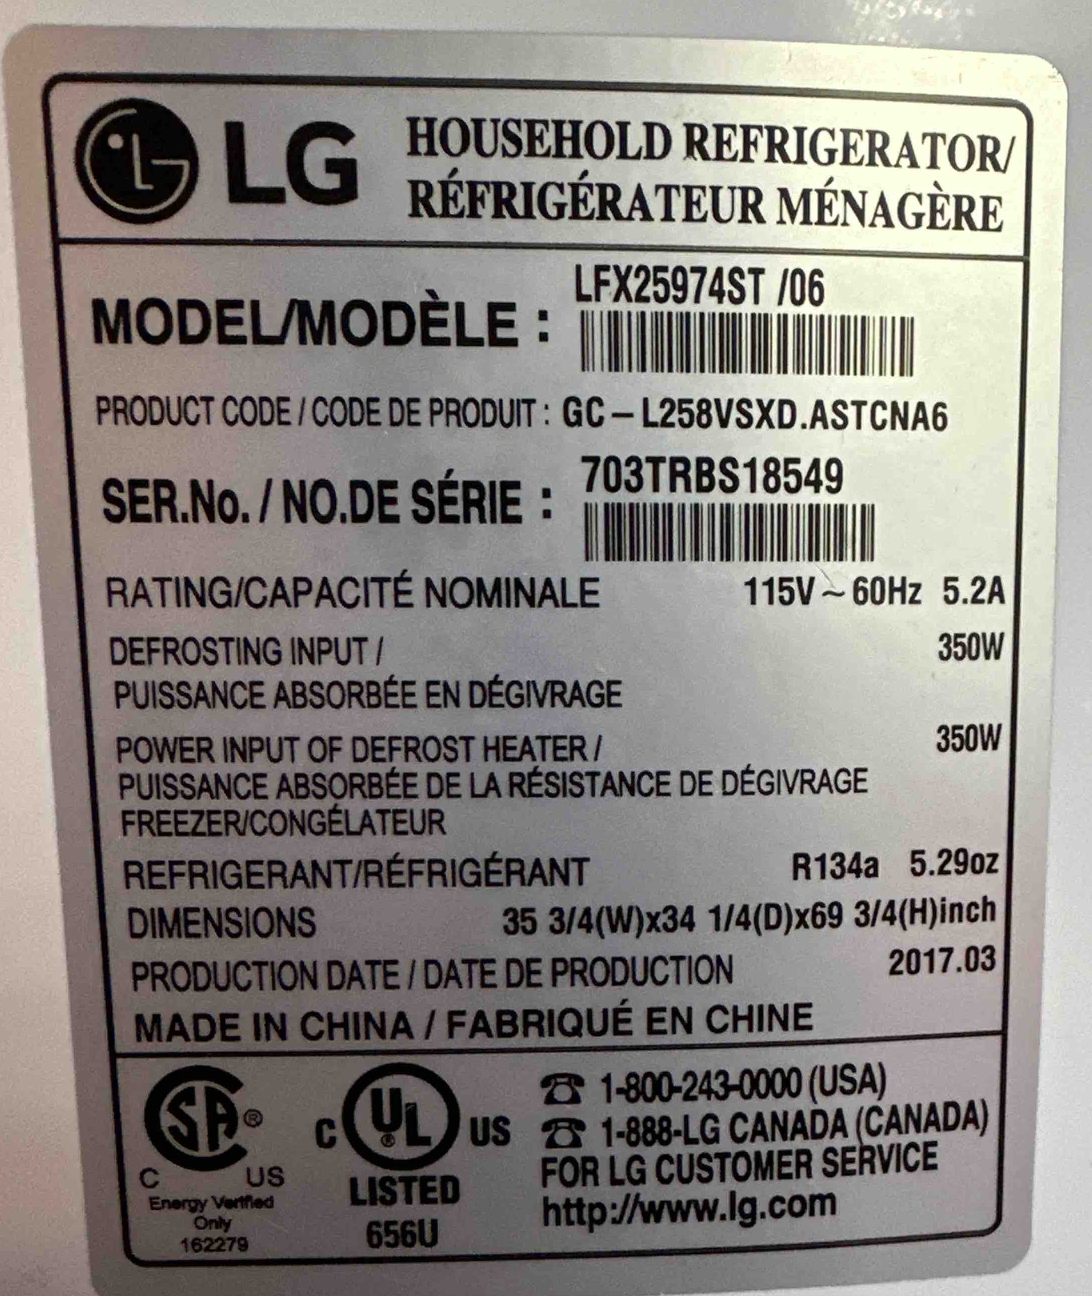 LG HOUSEHOLD REFRIGERATOR/
RÉFRIGÉRATEUR MÉNAGÈRE
MODEL/MODÈLE : LFX25974ST /06
PRODUCT CODE / CODE DE PRODUIT : GC-L258VSXD.ASTCNA6
SER.No. / NO.DE SÉRIE : 703TRBS18549
RATING/CAPACITÉ NOMINALE 115V ~ 60Hz 5.2A
DEFROSTING INPUT / 350W
PUISSANCE ABSORBÉE EN DÉGIVRAGE
POWER INPUT OF DEFROST HEATER / 350W
PUISSANCE ABSORBÉE DE LA RÉSISTANCE DE DÉGIVRAGE
FREEZER/CONGÉLATEUR
REFRIGERANT/RÉFRIGÉRANT R134a 5.29oz
DIMENSIONS 35 3/4(W)x34 1/4(D)x69 3/4(H)inch
PRODUCTION DATE / DATE DE PRODUCTION 2017.03
MADE IN CHINA / FABRIQUÉ EN CHINE
SA®
C US
Energy Verified
Only
162279
C UL® US
LISTED
656U
☎ 1-800-243-0000 (USA)
☎ 1-888-LG CANADA (CANADA)
FOR LG CUSTOMER SERVICE
http://www.lg.com